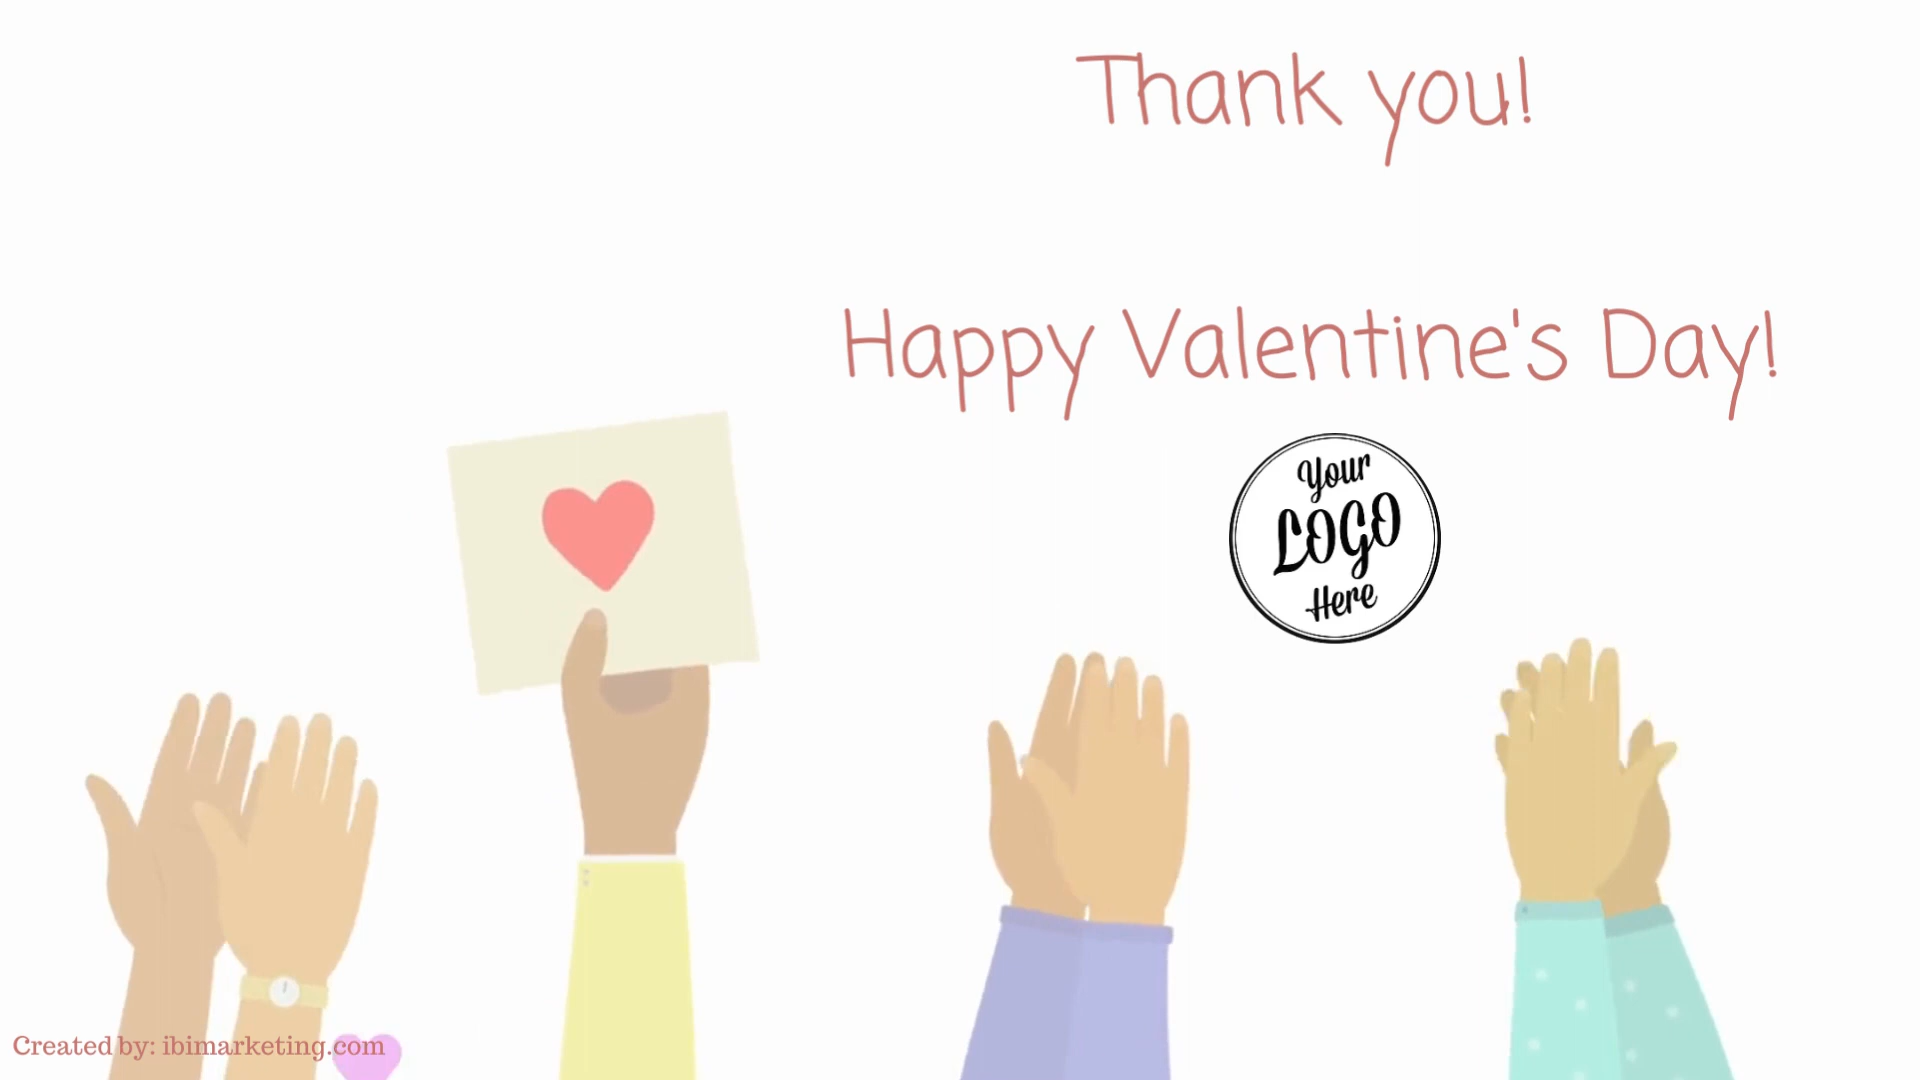 Thank you!
Happy Valentine's Day!
Your
LOGO
Here
Created by: ibimarketing.com